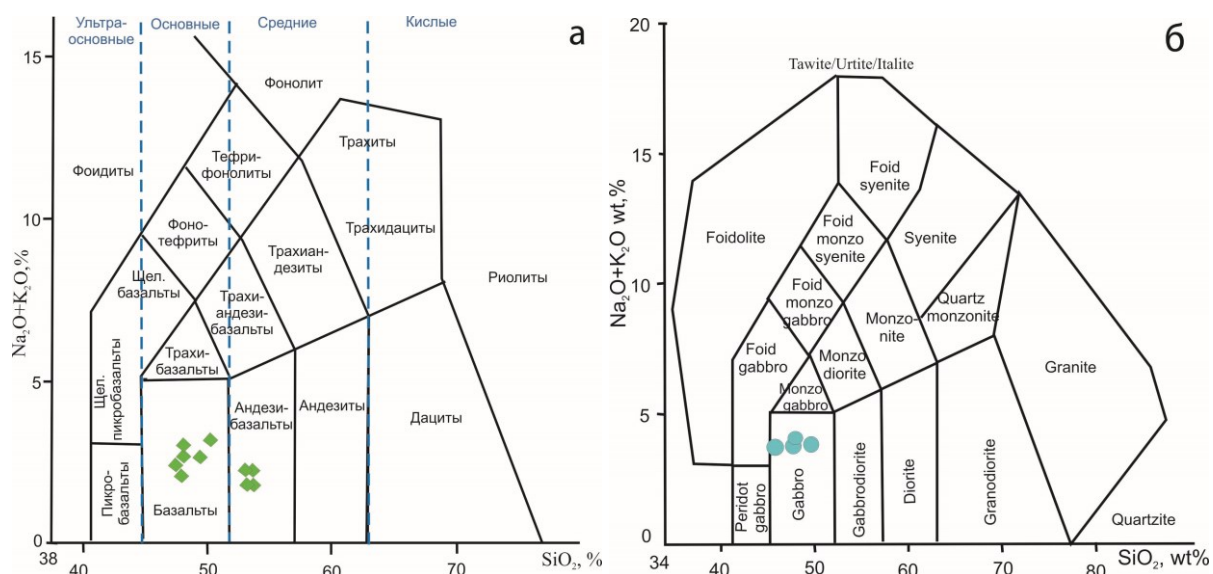 Ультра-
основные
Основные
Средние
Кислые
а
15
10
5
0
Na₂O+K₂O,%
38
40
50
60
70
SiO₂, %
Фонолит
Фоидиты
Тефри-
фонолиты
Трахиты
Фоно-
тефриты
Трахидациты
Щел.
базальты
Трахиан-
дезиты
Риолиты
Трахи-
андези-
базальты
Трахи-
базальты
Щел.
пикробазальты
Андези-
базальты
Андезиты
Дациты
Пикро-
базальты
Базальты
б
20
15
10
5
0
Na₂O+K₂O wt,%
34
40
50
60
70
80
SiO₂, wt%
Tawite/Urtite/Italite
Foid
syenite
Foidolite
Foid
monzo
syenite
Syenite
Foid
monzo
gabbro
Quartz
monzonite
Monzo-
nite
Foid
gabbro
Monzo
diorite
Granite
Monzo
gabbro
Peridot
gabbro
Gabbro
Gabbrodiorite
Diorite
Granodiorite
Quartzite